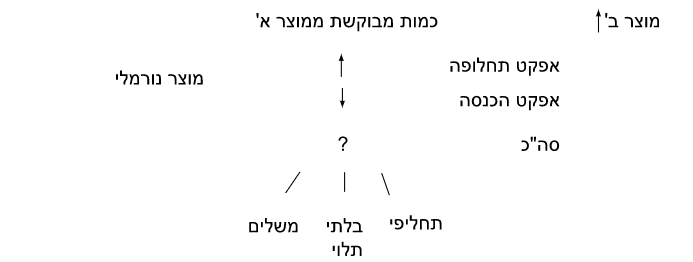 מוצר ב'↑ כמות מבוקשת ממוצר א'
אפקט תחלופה ↑ מוצר נורמלי
אפקט הכנסה ↓
סה"כ ?
תחליפי בלתי תלוי משלים